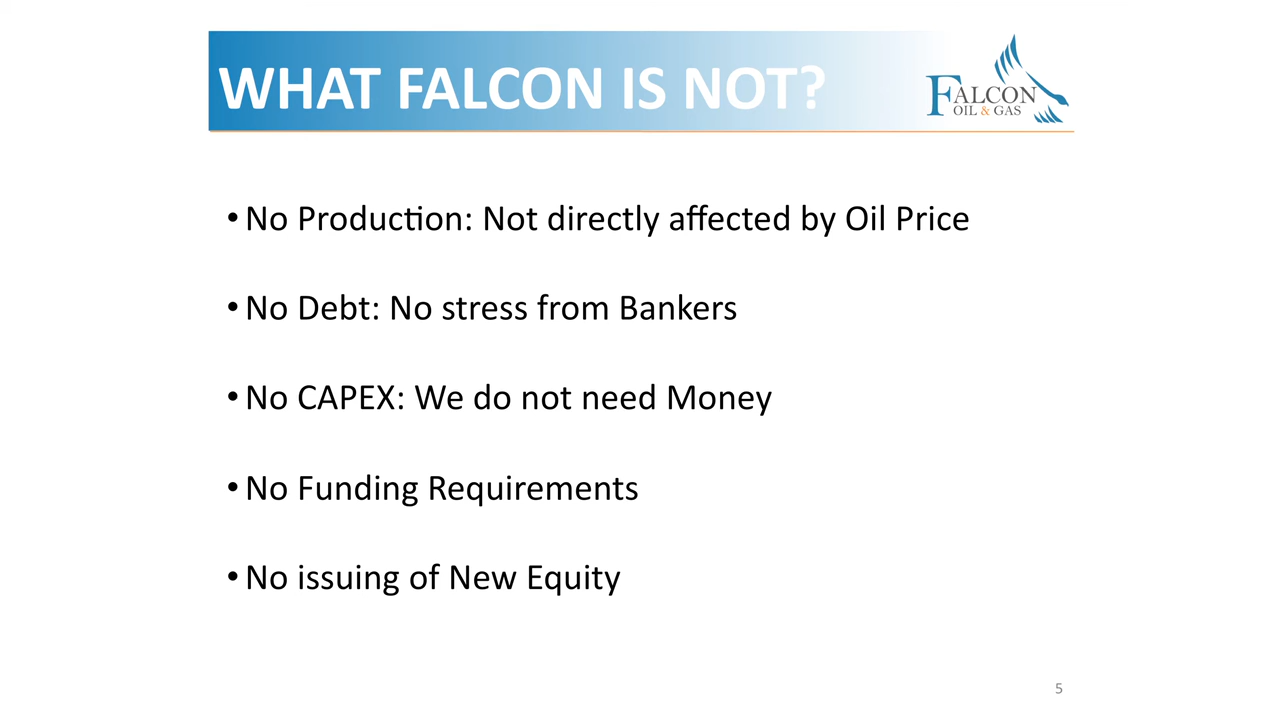 WHAT FALCON IS NOT?
FALCON
OIL & GAS
• No Production: Not directly affected by Oil Price
• No Debt: No stress from Bankers
• No CAPEX: We do not need Money
• No Funding Requirements
• No issuing of New Equity
5